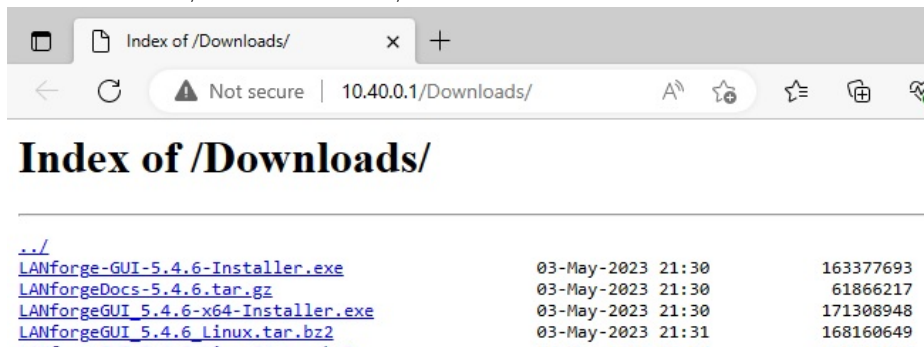 Index of /Downloads/
Not secure | 10.40.0.1/Downloads/
Index of /Downloads/
../
LANforge-GUI-5.4.6-Installer.exe 03-May-2023 21:30 163377693
LANforgeDocs-5.4.6.tar.gz 03-May-2023 21:30 61866217
LANforgeGUI_5.4.6-x64-Installer.exe 03-May-2023 21:30 171308948
LANforgeGUI_5.4.6_Linux.tar.bz2 03-May-2023 21:31 168160649